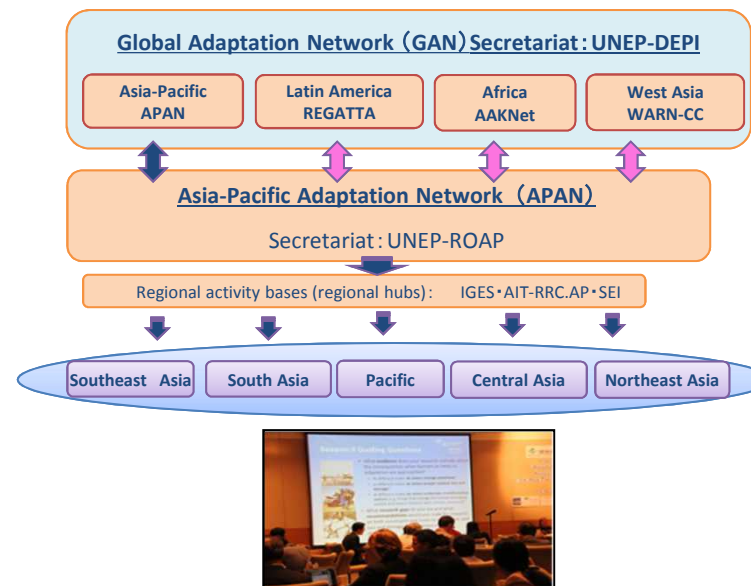 Global Adaptation Network （GAN）Secretariat：UNEP-DEPI
Asia-Pacific
APAN
Latin America
REGATTA
Africa
AAKNet
West Asia
WARN-CC
Asia-Pacific Adaptation Network （APAN）
Secretariat：UNEP-ROAP
Regional activity bases (regional hubs)： IGES・AIT-RRC.AP・SEI
Southeast Asia
South Asia
Pacific
Central Asia
Northeast Asia
Guiding Questions